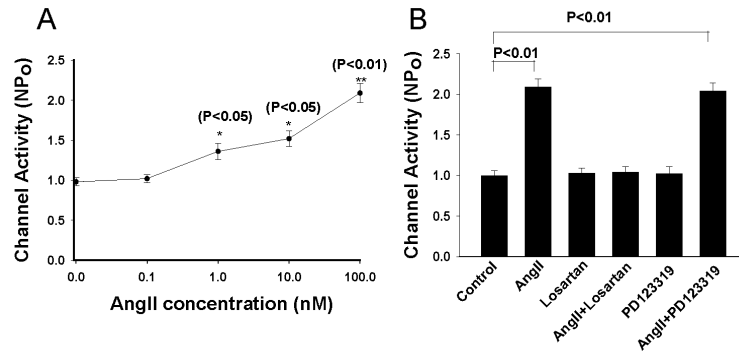 A
Channel Activity (NPo)
2.5
2.0
1.5
1.0
0.5
0.0
(P<0.05)
*
(P<0.05)
*
(P<0.01)
**
0.0 0.1 1.0 10.0 100.0
AngII concentration (nM)
B
P<0.01
P<0.01
Channel Activity (NPo)
2.5
2.0
1.5
1.0
0.5
0.0
Control
AngII
Losartan
AngII+Losartan
PD123319
AngII+PD123319